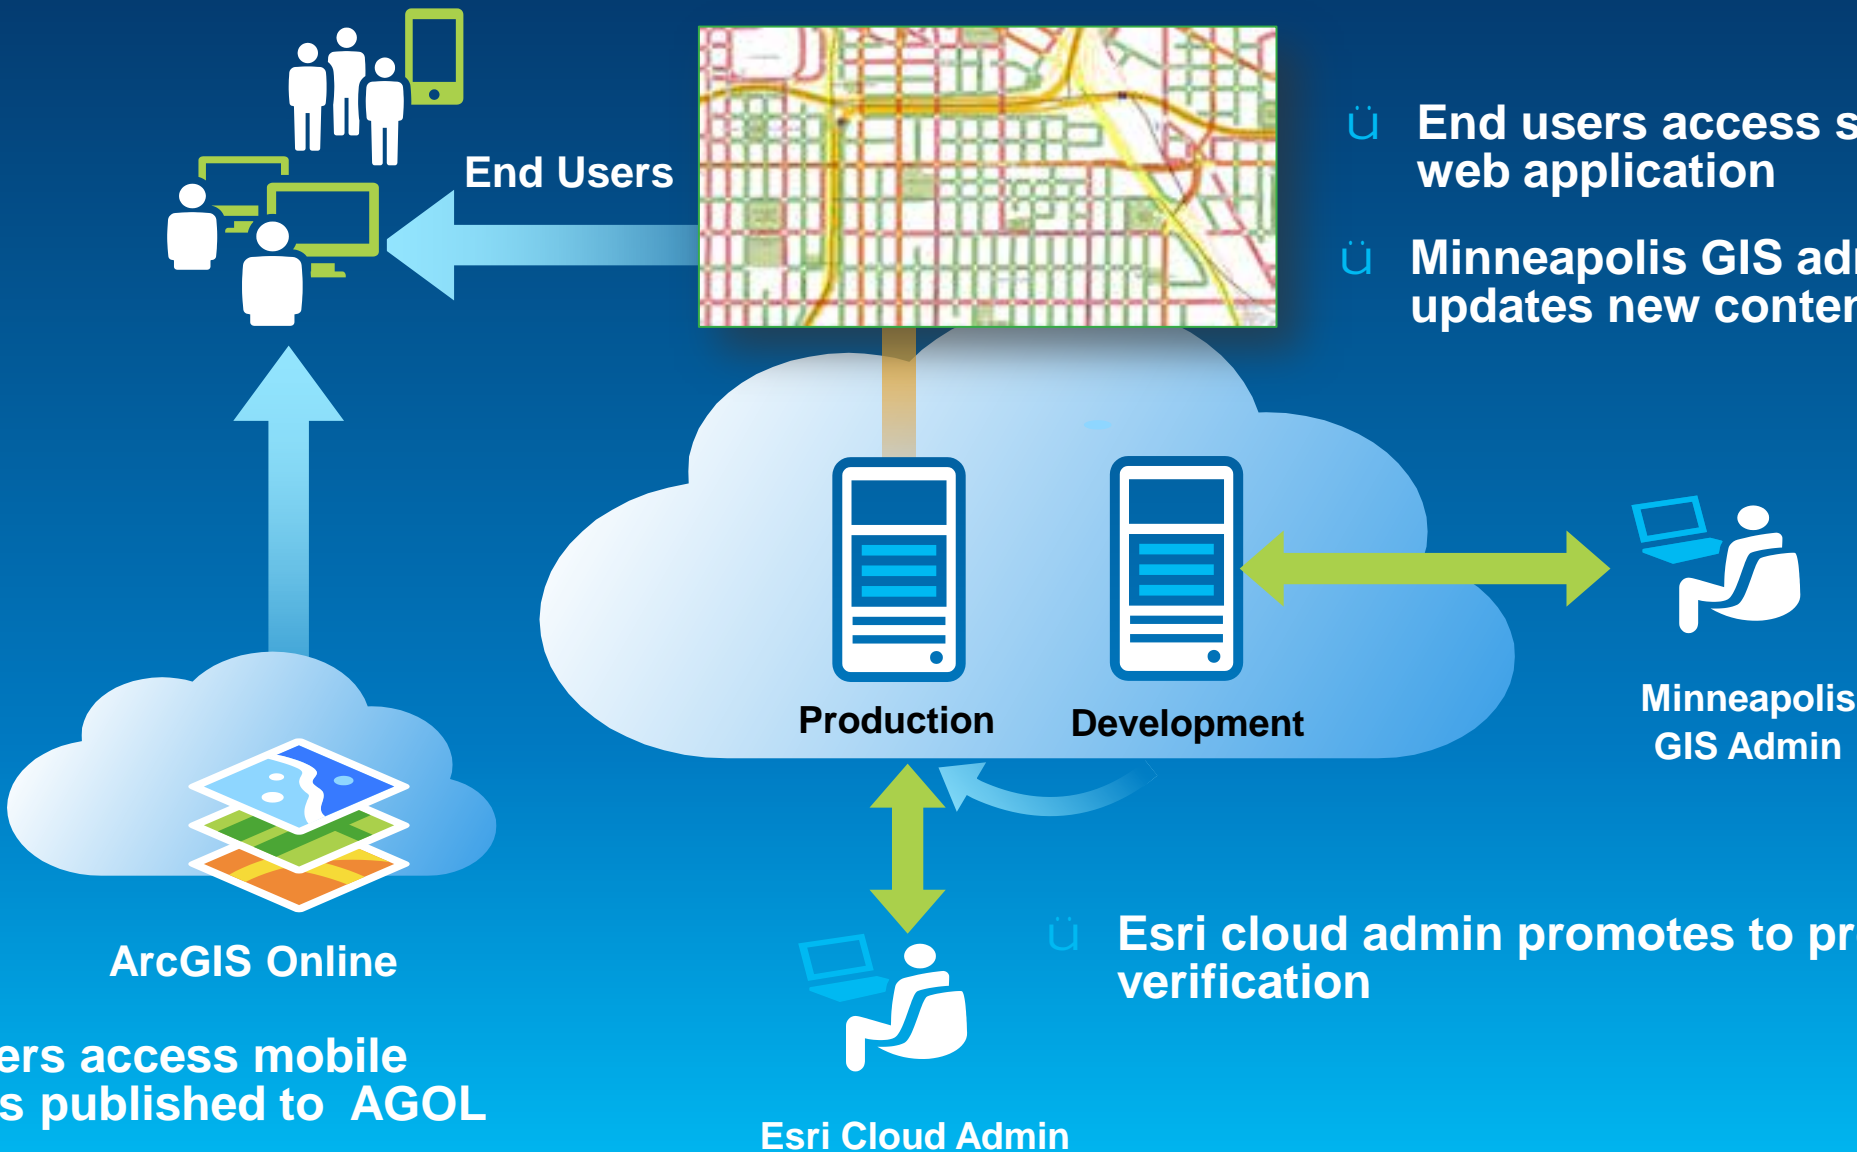 End Users
ü End users access s
web application
ü Minneapolis GIS adm
updates new conten
Production
Development
Minneapolis
GIS Admin
ArcGIS Online
ü Esri cloud admin promotes to pr
verification
ers access mobile
s published to AGOL
Esri Cloud Admin